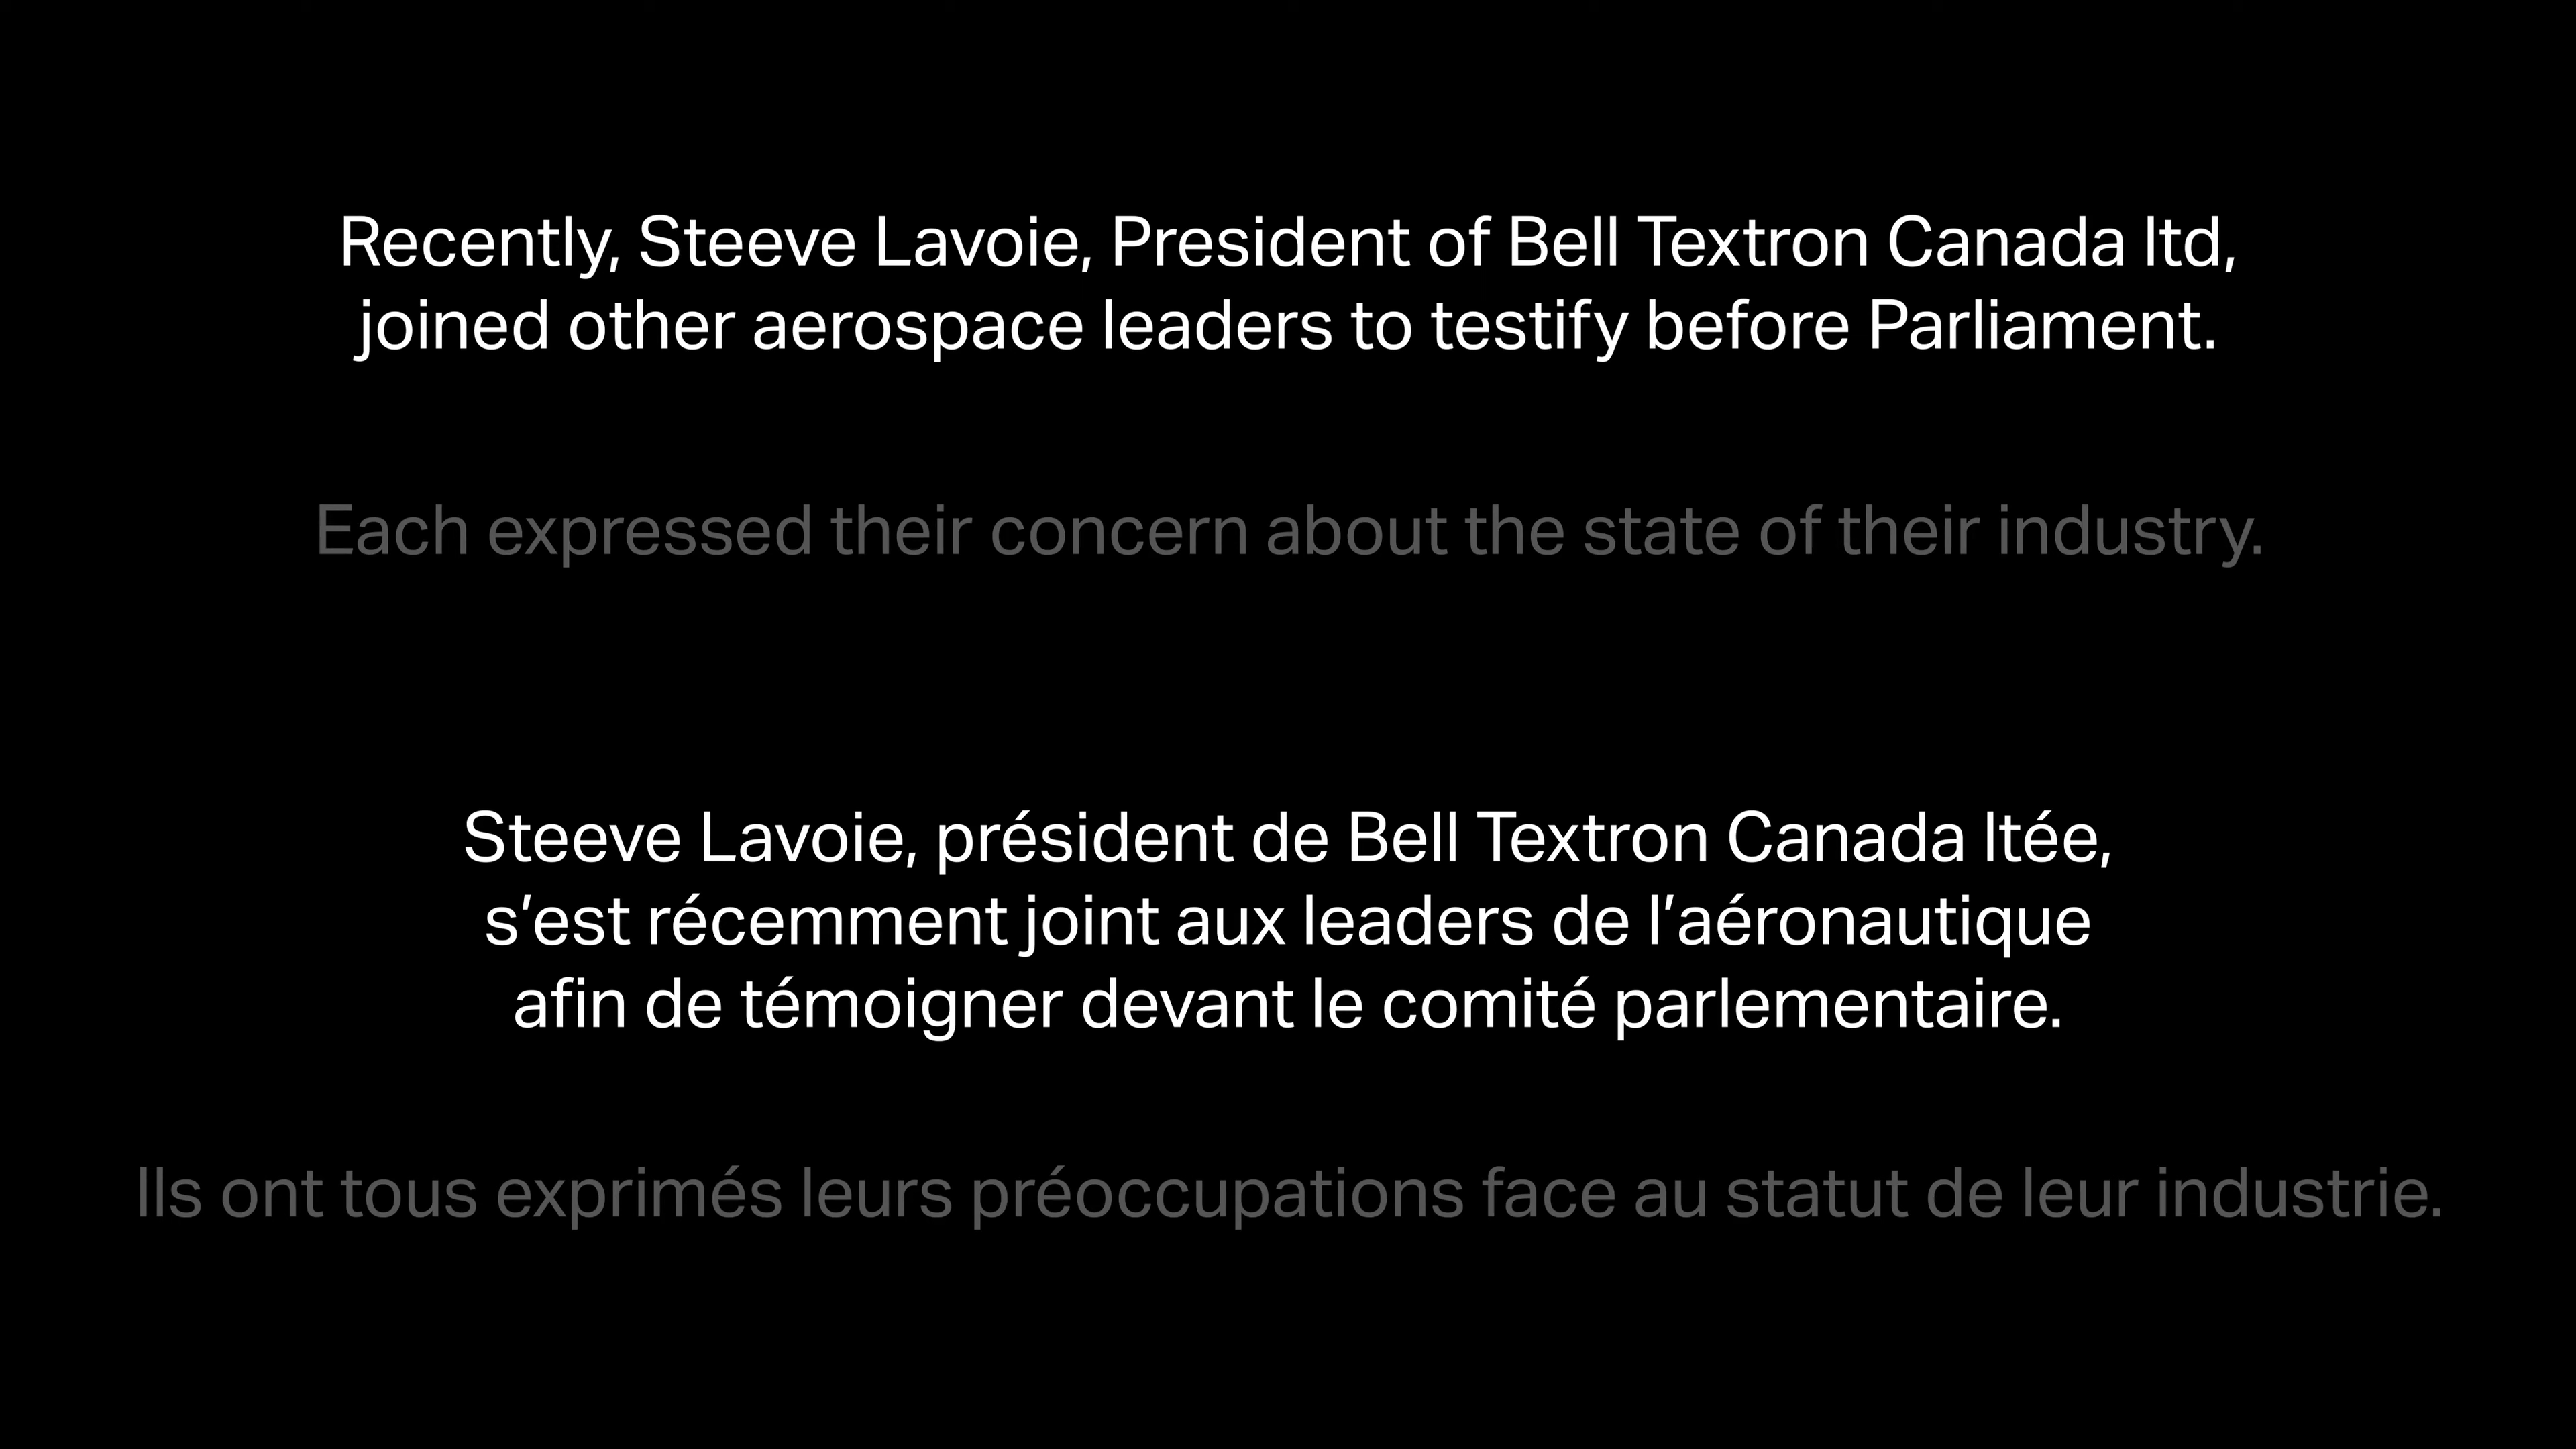 Recently, Steeve Lavoie, President of Bell Textron Canada ltd,
joined other aerospace leaders to testify before Parliament.
Each expressed their concern about the state of their industry.
Steeve Lavoie, président de Bell Textron Canada ltée,
s’est récemment joint aux leaders de l’aéronautique
afin de témoigner devant le comité parlementaire.
Ils ont tous exprimés leurs préoccupations face au statut de leur industrie.